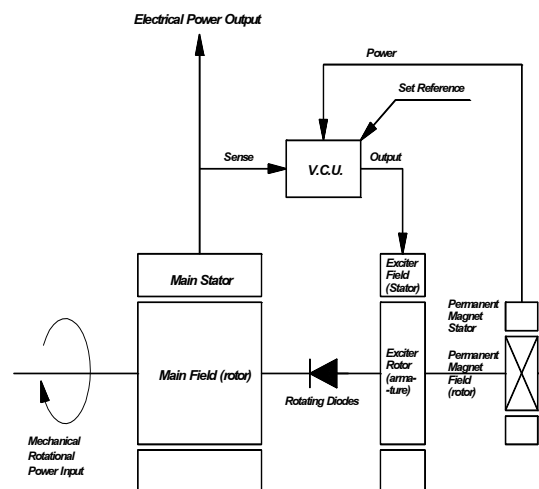 Electrical Power Output
Power
Set Reference
Sense
V.C.U.
Output
Main Stator
Exciter
Field
(Stator)
Permanent
Magnet
Stator
Main Field (rotor)
Rotating Diodes
Exciter
Rotor
(arma-
-ture)
Permanent
Magnet
Field
(rotor)
Mechanical
Rotational
Power Input